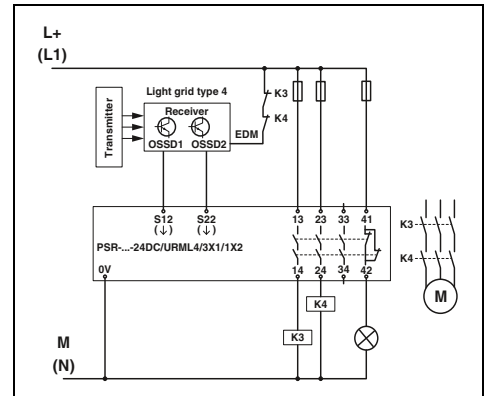 L+
(L1)
Light grid type 4
Transmitter
Receiver
OSSD1 OSSD2
EDM
K3
K4
S12 S22 13 23 33 41
(↓) (↓)
PSR-...-24DC/URML4/3X1/1X2
0V 14 24 34 42
K3
K4
M
K4
K3
M
(N)